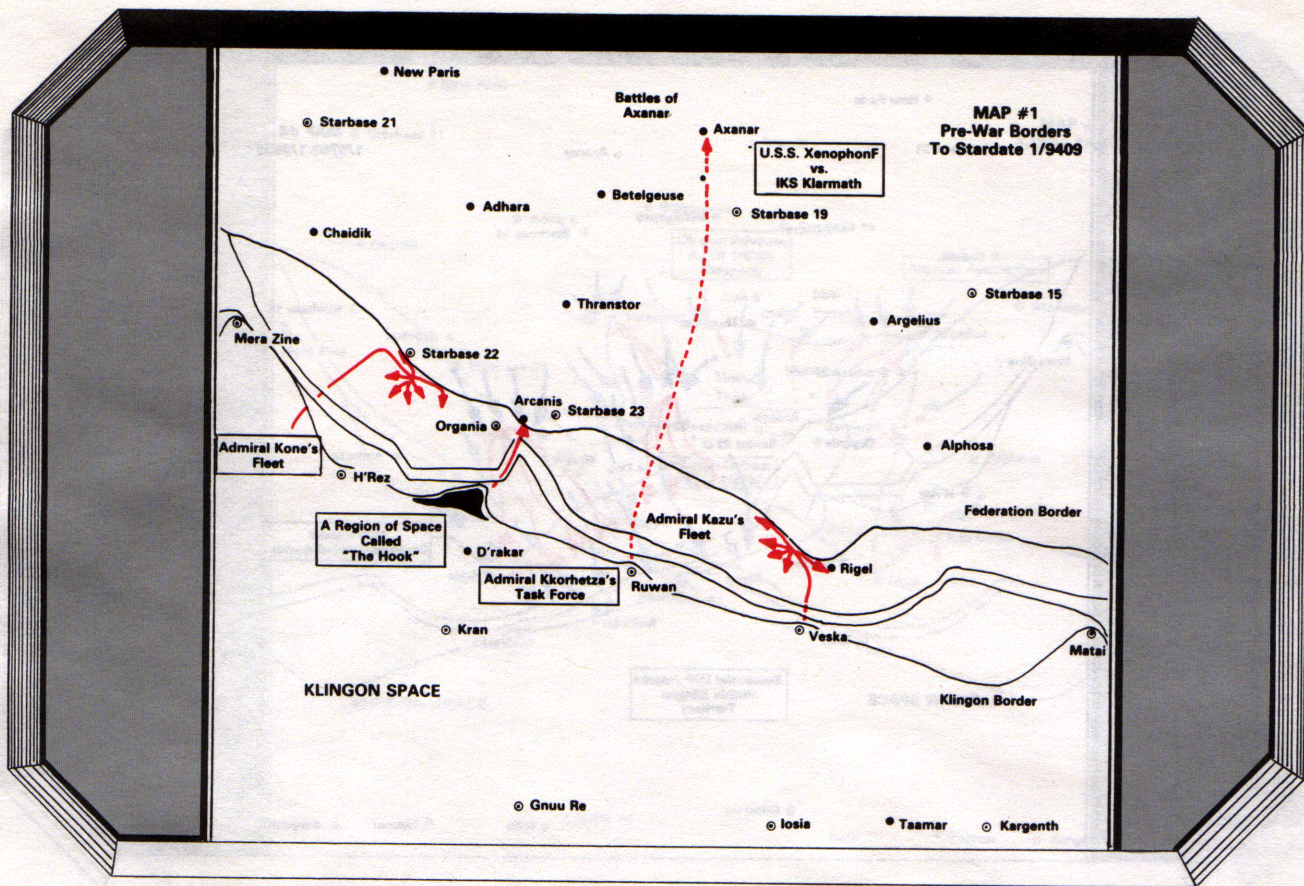 New Paris
Starbase 21
Battles of
Axanar
Axanar
MAP #1
Pre-War Borders
To Stardate 1/9409
U.S.S. XenophonF
vs.
IKS Klarmath
Betelgeuse
Adhara
Starbase 19
Chaidik
Starbase 15
Thranstor
Argelius
Mera Zine
Starbase 22
Arcanis
Starbase 23
Organia
Admiral Kone's
Fleet
Alphosa
H'Rez
A Region of Space
Called
"The Hook"
Admiral Kazu's
Fleet
Federation Border
D'rakar
Rigel
Admiral Kkorhetza's
Task Force
Ruwan
Kran
Veska
Matai
KLINGON SPACE
Klingon Border
Gnuu Re
Iosia
Taamar
Kargenth